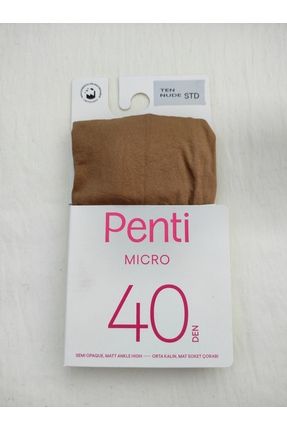 TEN
NUDE STD
Penti
MICRO
40 DEN
SEMI OPAQUE, MATT ANKLE HIGH — ORTA KALIN, MAT SOKET ÇORABI